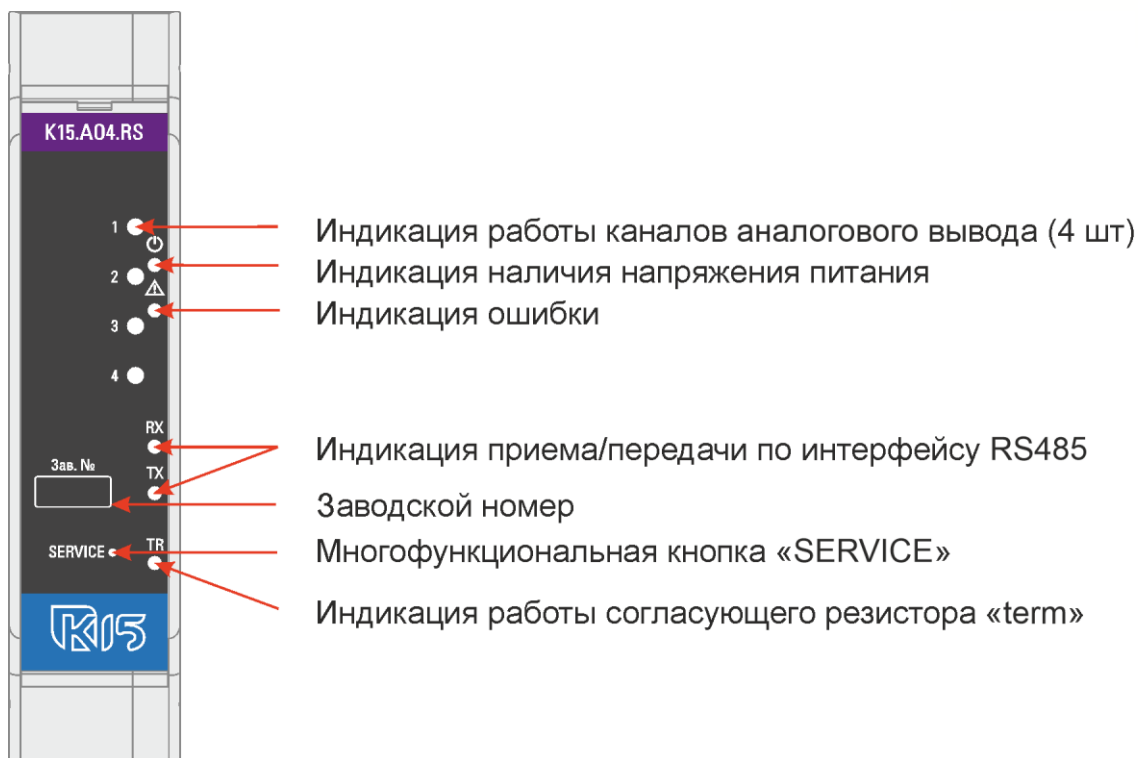 K15.AO4.RS
1
Индикация работы каналов аналогового вывода (4 шт)
2
Индикация наличия напряжения питания
3
Индикация ошибки
4
RX
Индикация приема/передачи по интерфейсу RS485
Зав. №
TX
Заводской номер
SERVICE
TR
Многофункциональная кнопка «SERVICE»
Индикация работы согласующего резистора «term»
K15